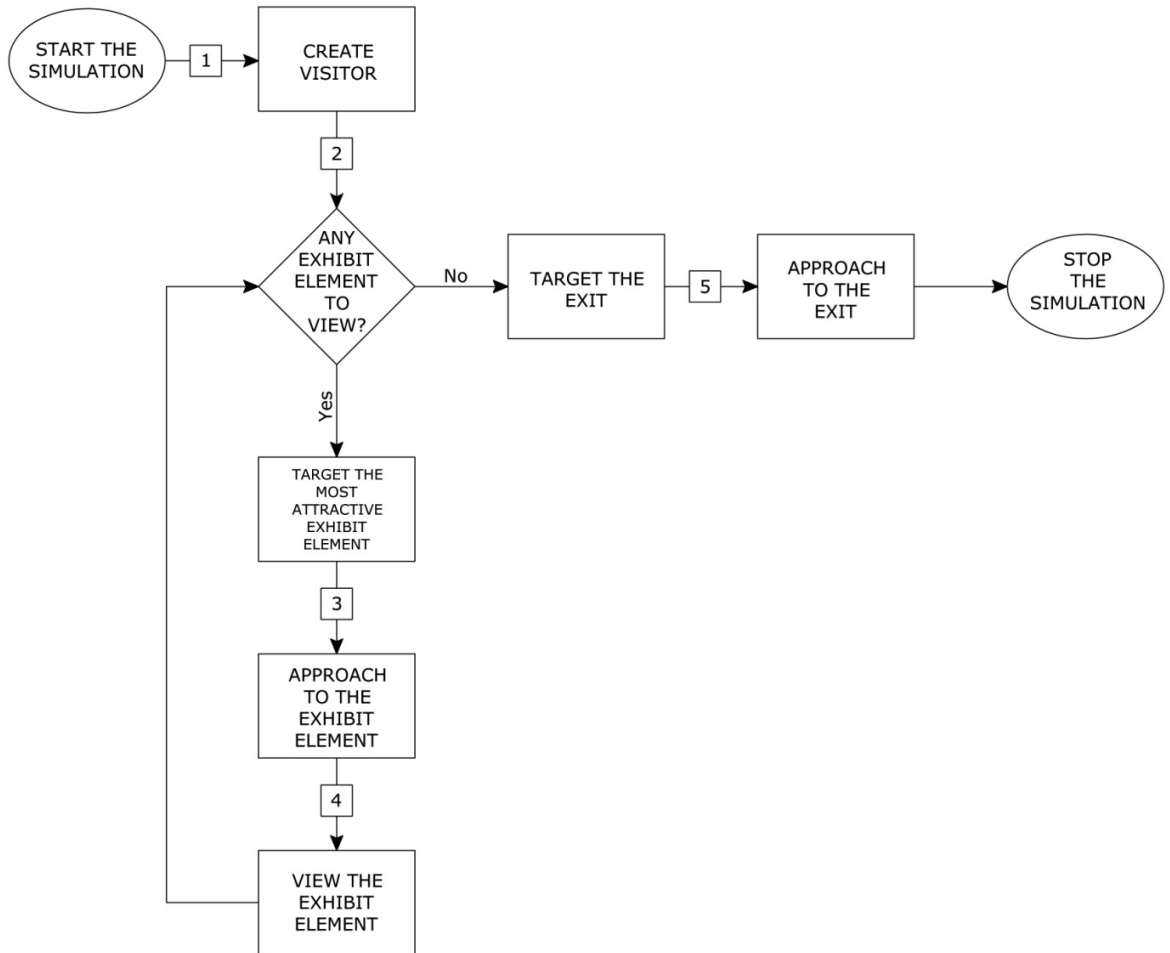 START THE
SIMULATION
1
CREATE
VISITOR
2
ANY
EXHIBIT
ELEMENT
TO
VIEW?
No
TARGET THE
EXIT
5
APPROACH
TO THE
EXIT
STOP
THE
SIMULATION
Yes
TARGET THE
MOST
ATTRACTIVE
EXHIBIT
ELEMENT
3
APPROACH
TO THE
EXHIBIT
ELEMENT
4
VIEW THE
EXHIBIT
ELEMENT